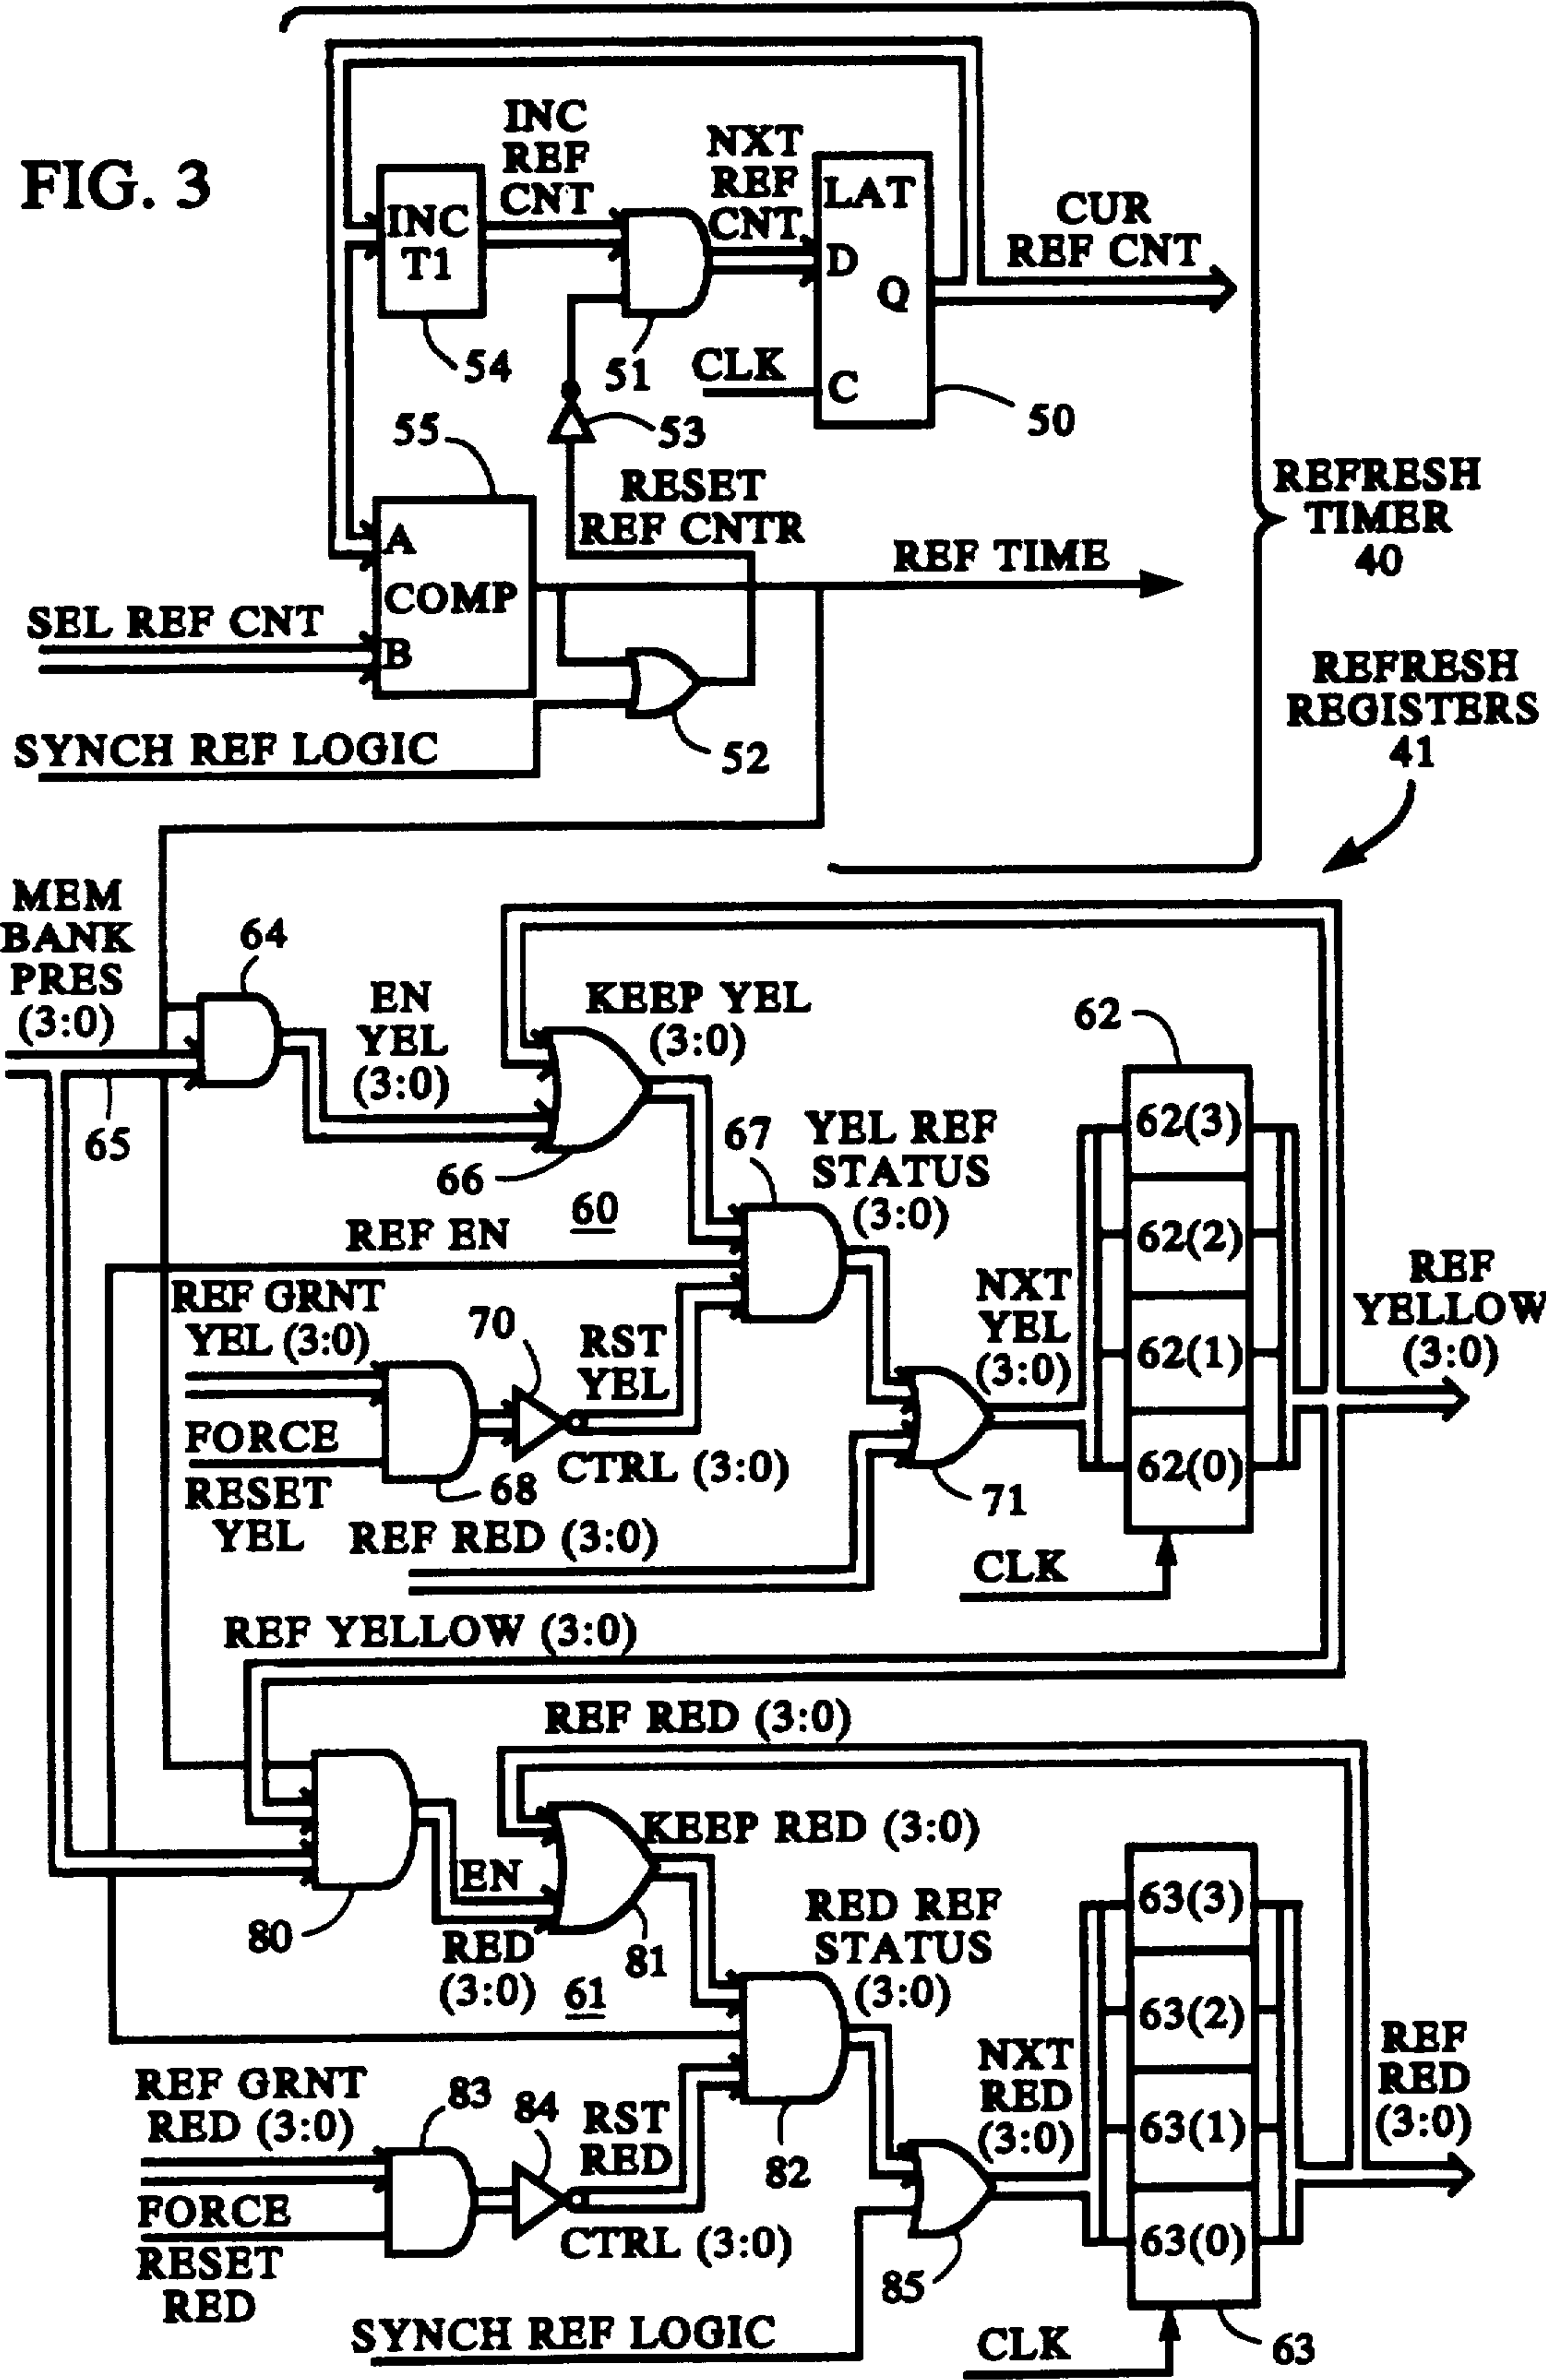 FIG. 3
INC
REF
CNT
NXT
REF
CNT
LAT
D
Q
C
CUR
REF CNT
INC
T1
54
51
CLK
50
53
55
RESET
REF CNTR
REFRESH
TIMER
40
A
COMP
B
REF TIME
SEL REF CNT
SYNCH REF LOGIC
52
REFRESH
REGISTERS
41
MEM
BANK
PRES
(3:0)
64
EN
YEL
(3:0)
KEEP YEL
(3:0)
62
65
66
67
YEL REF
STATUS
(3:0)
62(3)
62(2)
62(1)
62(0)
60
REF EN
REF GRNT
YEL (3:0)
70
RST
YEL
NXT
YEL
(3:0)
REF
YELLOW
(3:0)
FORCE
RESET
YEL
68
CTRL (3:0)
71
REF RED (3:0)
CLK
REF YELLOW (3:0)
REF RED (3:0)
KEEP RED (3:0)
80
EN
RED
(3:0)
81
61
RED REF
STATUS
(3:0)
63(3)
63(2)
63(1)
63(0)
REF GRNT
RED (3:0)
83
84
RST
RED
82
NXT
RED
(3:0)
REF
RED
(3:0)
FORCE
RESET
RED
CTRL (3:0)
85
SYNCH REF LOGIC
CLK
63